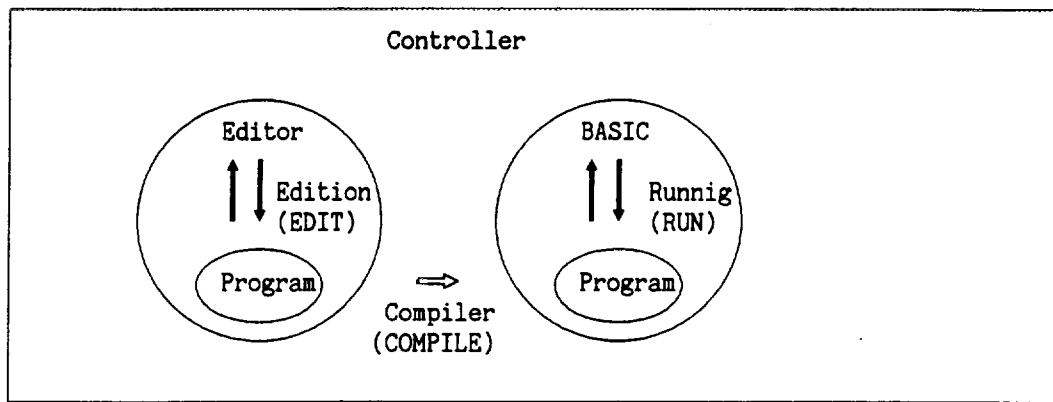 Controller
Editor
Edition
(EDIT)
Program
Compiler
(COMPILE)
BASIC
Runnig
(RUN)
Program